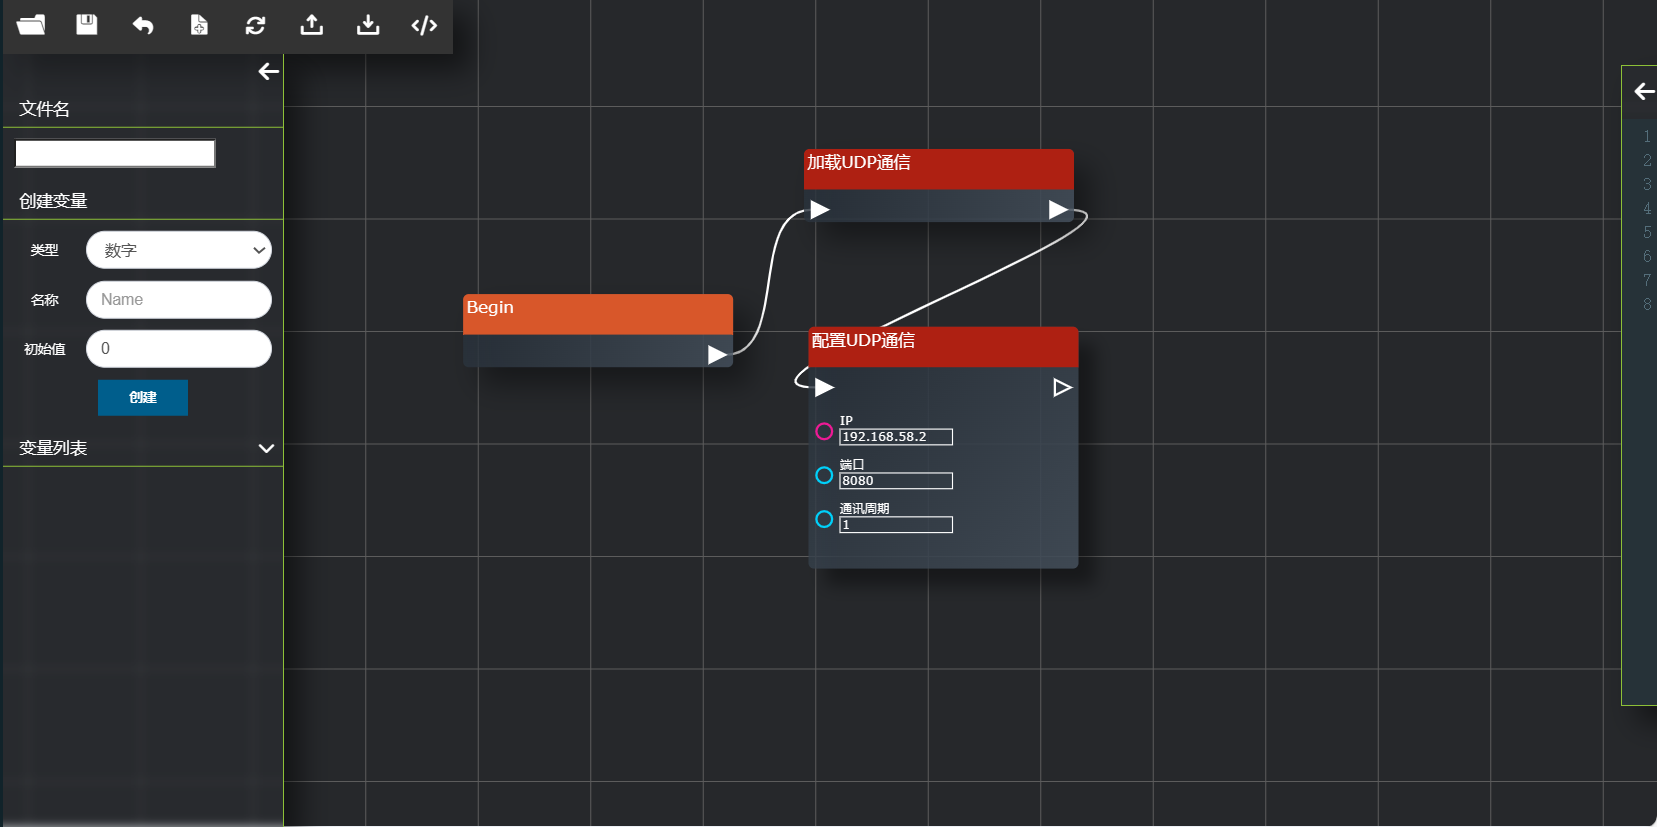 文件名
创建变量
类型
数字
名称
Name
初始值
0
创建
变量列表
Begin
加载UDP通信
配置UDP通信
IP
192.168.58.2
端口
8080
通讯周期
1
1
2
3
4
5
6
7
8